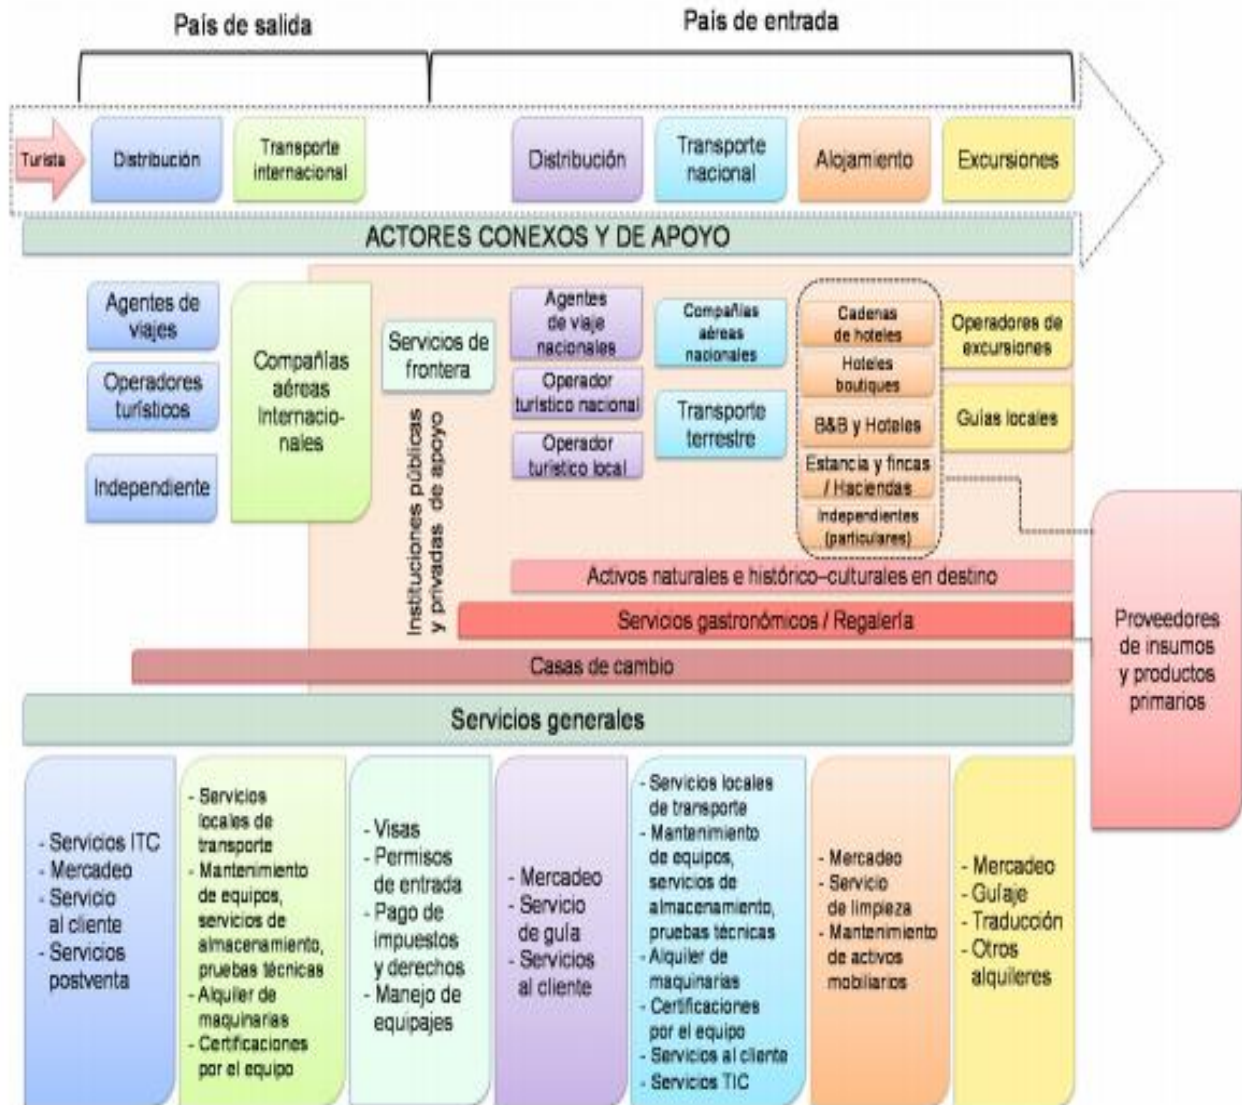 País de salida
País de entrada
Turista
Distribución
Transporte
internacional
Distribución
Transporte
nacional
Alojamiento
Excursiones
ACTORES CONEXOS Y DE APOYO
Agentes de
viajes
Operadores
turísticos
Independiente
Compañías
aéreas
Internacio-
nales
Servicios de
frontera
Instituciones públicas
y privadas de apoyo
Agentes
de viaje
nacionales
Operador
turístico nacional
Operador
turístico local
Compañías
aéreas
nacionales
Transporte
terrestre
Cadenas
de hoteles
Hoteles
boutiques
B&B y Hoteles
Estancia y fincas
/ Haciendas
Independientes
(particulares)
Operadores de
excursiones
Guías locales
Activos naturales e histórico–culturales en destino
Servicios gastronómicos / Regalería
Casas de cambio
Proveedores
de insumos
y productos
primarios
Servicios generales
- Servicios ITC
- Mercadeo
- Servicio
al cliente
- Servicios
postventa
- Servicios
locales de
transporte
- Mantenimiento
de equipos,
servicios de
almacenamiento,
pruebas técnicas
- Alquiler de
maquinarias
- Certificaciones
por el equipo
- Visas
- Permisos
de entrada
- Pago de
impuestos
y derechos
- Manejo de
equipajes
- Mercadeo
- Servicio
de guía
- Servicios
al cliente
- Servicios locales
de transporte
- Mantenimiento
de equipos,
servicios de
almacenamiento,
pruebas técnicas
- Alquiler de
maquinarias
- Certificaciones
por el equipo
- Servicios al cliente
- Servicios TIC
- Mercadeo
- Servicio
de limpieza
- Mantenimiento
de activos
mobiliarios
- Mercadeo
- Guíaje
- Traducción
- Otros
alquileres